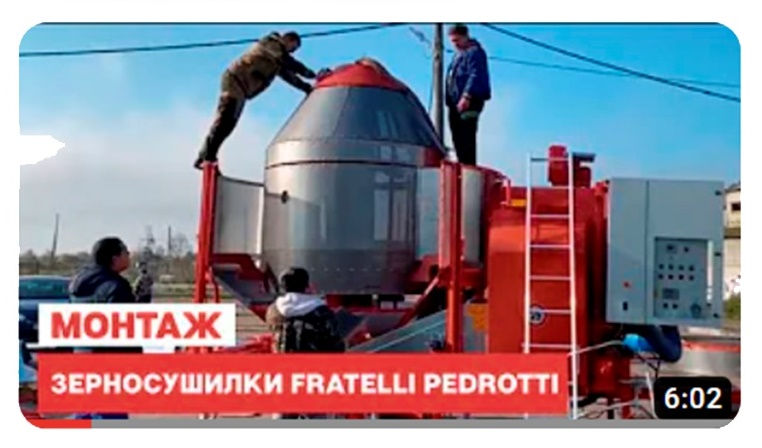 МОНТАЖ
ЗЕРНОСУШИЛКИ FRATELLI PEDROTTI
6:02